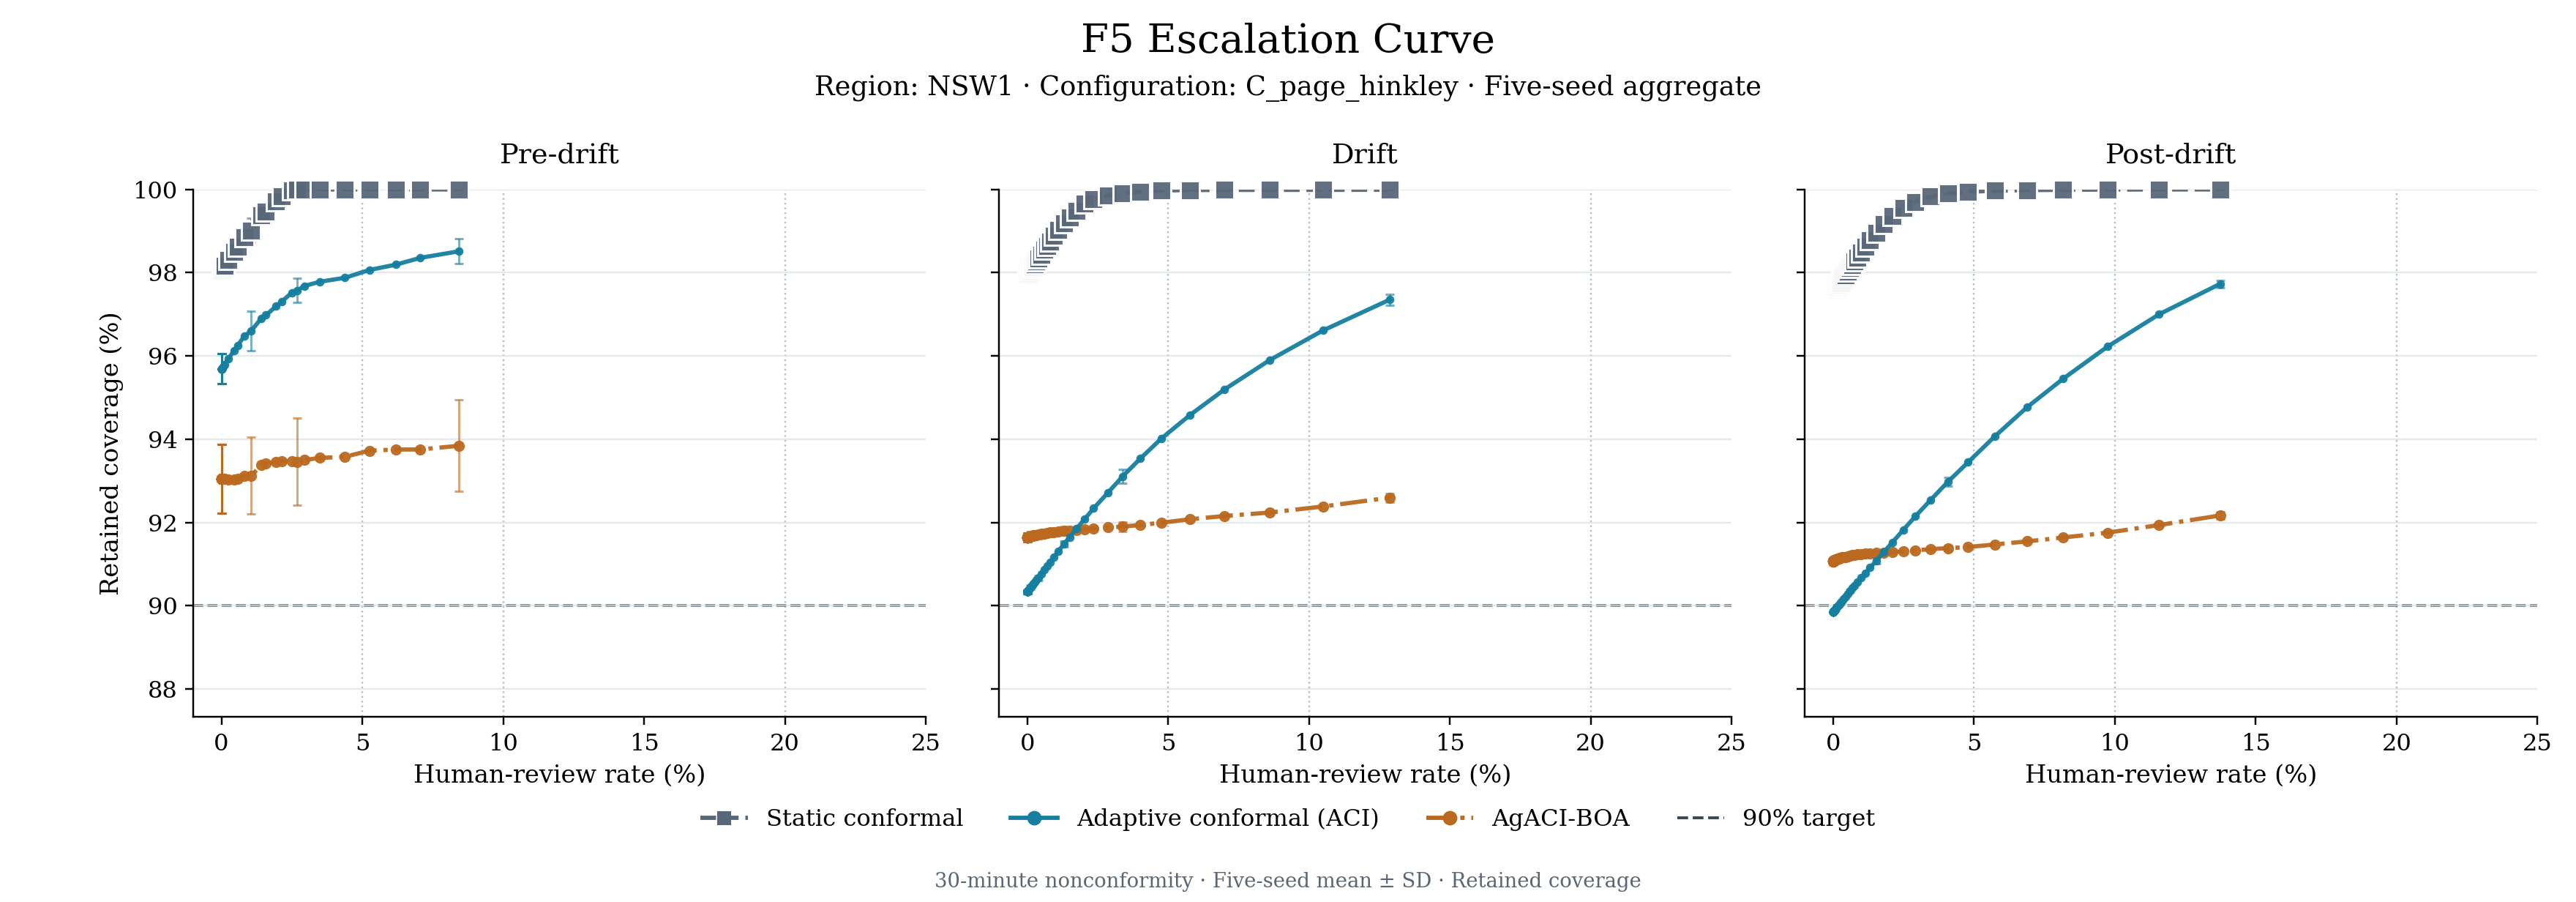 F5 Escalation Curve
Region: NSW1 · Configuration: C_page_hinkley · Five-seed aggregate
Pre-drift
Drift
Post-drift
Retained coverage (%)
100
98
96
94
92
90
88
0 5 10 15 20 25
0 5 10 15 20 25
0 5 10 15 20 25
Human-review rate (%)
Human-review rate (%)
Human-review rate (%)
Static conformal
Adaptive conformal (ACI)
AgACI-BOA
90% target
30-minute nonconformity · Five-seed mean ± SD · Retained coverage